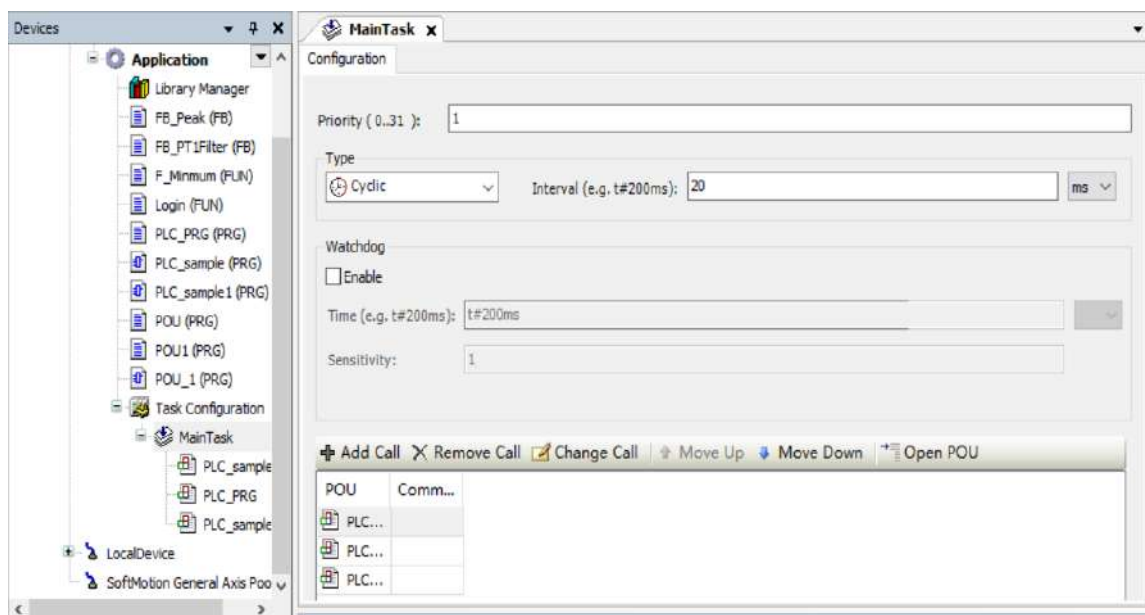 Devices
Application
Library Manager
FB_Peak (FB)
FB_PT1Filter (FB)
F_Minmum (FUN)
Login (FUN)
PLC_PRG (PRG)
PLC_sample (PRG)
PLC_sample1 (PRG)
POU (PRG)
POU1 (PRG)
POU_1 (PRG)
Task Configuration
MainTask
PLC_sample
PLC_PRG
PLC_sample
LocalDevice
SoftMotion General Axis Poo
MainTask x
Configuration
Priority ( 0..31 ): 1
Type
Cyclic Interval (e.g. t#200ms): 20 ms
Watchdog
Enable
Time (e.g. t#200ms): t#200ms
Sensitivity: 1
Add Call Remove Call Change Call Move Up Move Down Open POU
POU Comm...
PLC...
PLC...
PLC...